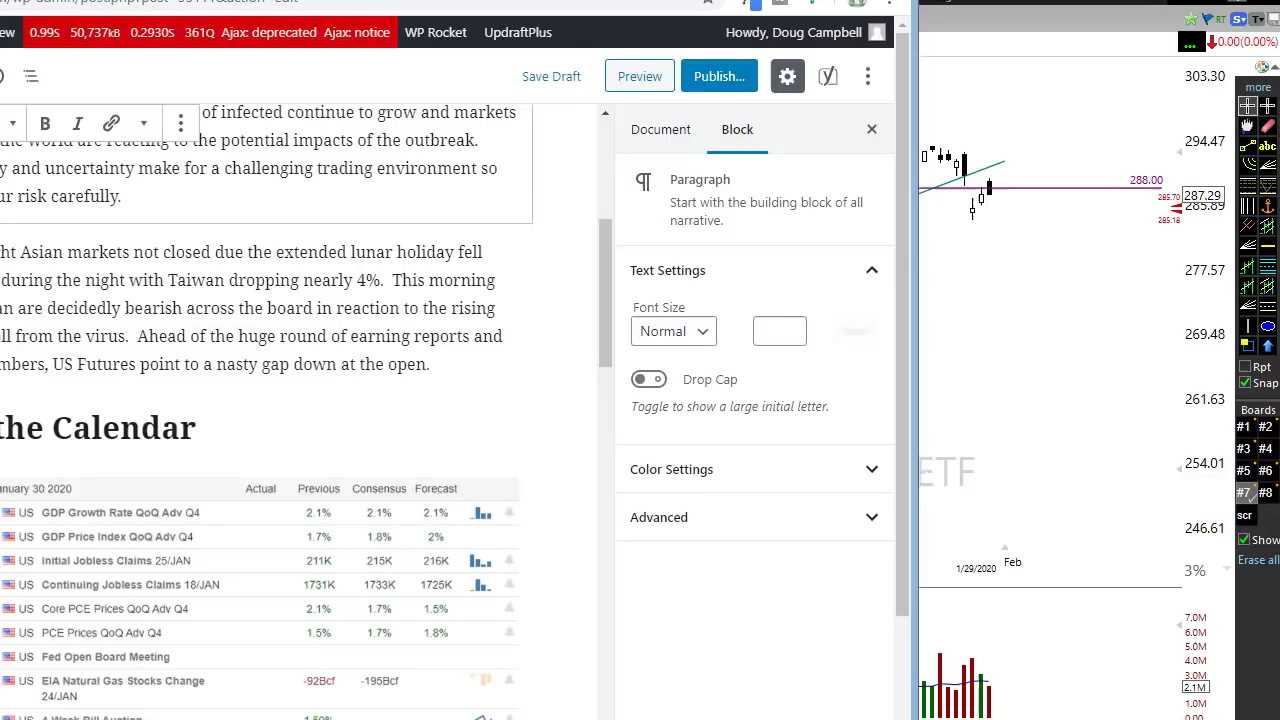 ew 0.99S 50,737kB 0.2930S 361Q Ajax: deprecated Ajax: notice WP Rocket UpdraftPlus Howdy, Doug Campbell
Save Draft Preview Publish...
B I
of infected continue to grow and markets
the potential impacts of the outbreak.
y and uncertainty make for a challenging trading environment so
ur risk carefully.
ht Asian markets not closed due the extended lunar holiday fell
during the night with Taiwan dropping nearly 4%. This morning
an are decidedly bearish across the board in reaction to the rising
oll from the virus. Ahead of the huge round of earning reports and
mbers, US Futures point to a nasty gap down at the open.
the Calendar
anuary 30 2020 Actual Previous Consensus Forecast
US GDP Growth Rate QoQ Adv Q4 2.1% 2.1% 2.1%
US GDP Price Index QoQ Adv Q4 1.7% 1.8% 2%
US Initial Jobless Claims 25/JAN 211K 215K 216K
US Continuing Jobless Claims 18/JAN 1731K 1733K 1725K
US Core PCE Prices QoQ Adv Q4 2.1% 1.7% 1.5%
US PCE Prices QoQ Adv Q4 1.5% 1.7% 1.8%
US Fed Open Board Meeting
US EIA Natural Gas Stocks Change -92Bcf -195Bcf
24/JAN
Document Block
Paragraph
Start with the building block of all
narrative.
Text Settings
Font Size
Normal
Drop Cap
Toggle to show a large initial letter.
Color Settings
Advanced
RT S T
0.00(0.00%)
303.30
294.47
288.00
287.29
285.70
285.89
285.18
277.57
269.48
261.63
ETF 254.01
246.61
1/29/2020 Feb
3%
7.0M
6.0M
5.0M
4.0M
3.0M
2.1M
1.0M
0.0M
more
abc
Rpt
Snap
Boards
#1 #2
#3 #4
#5 #6
#7 #8
scr
Show
Erase all